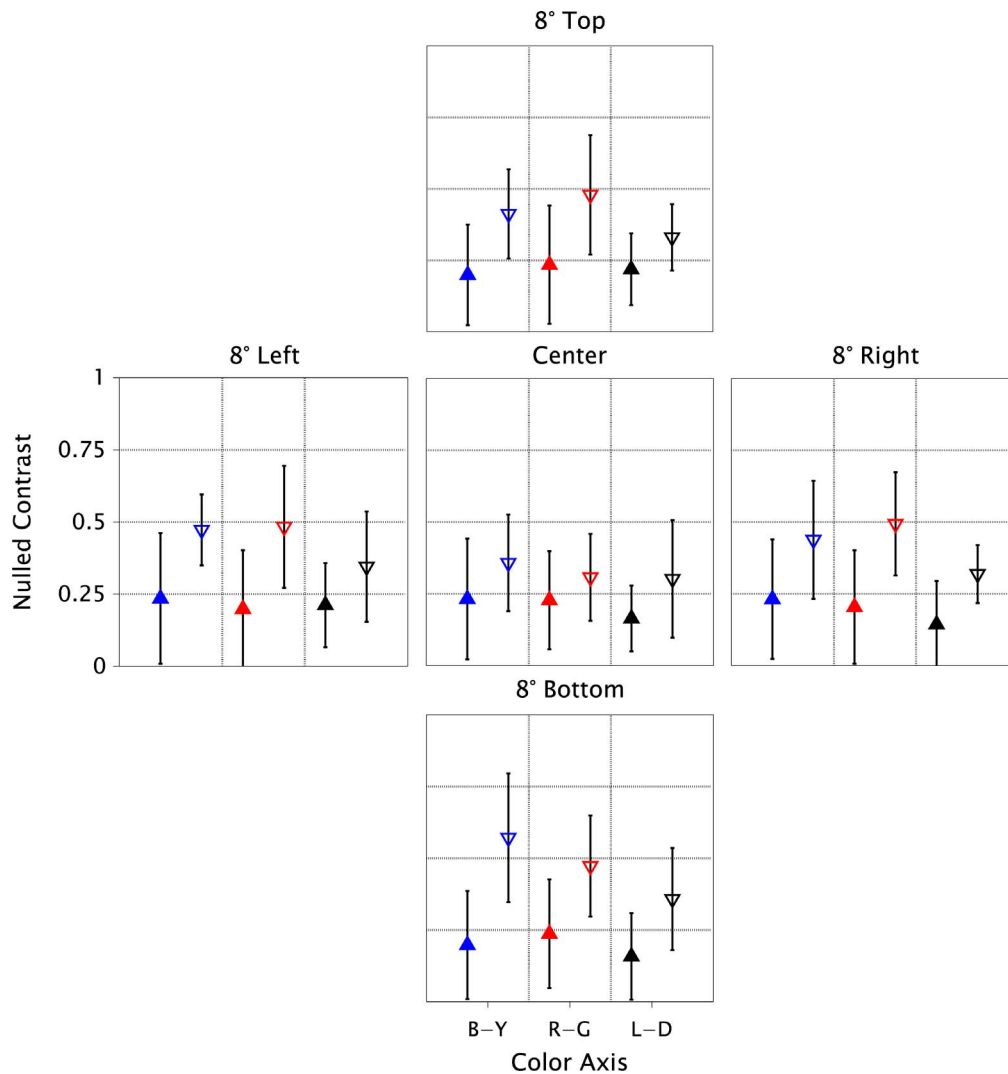 8° Top
8° Left
Center
8° Right
1
0.75
0.5
0.25
0
Nulled Contrast
8° Bottom
B–Y
R–G
L–D
Color Axis